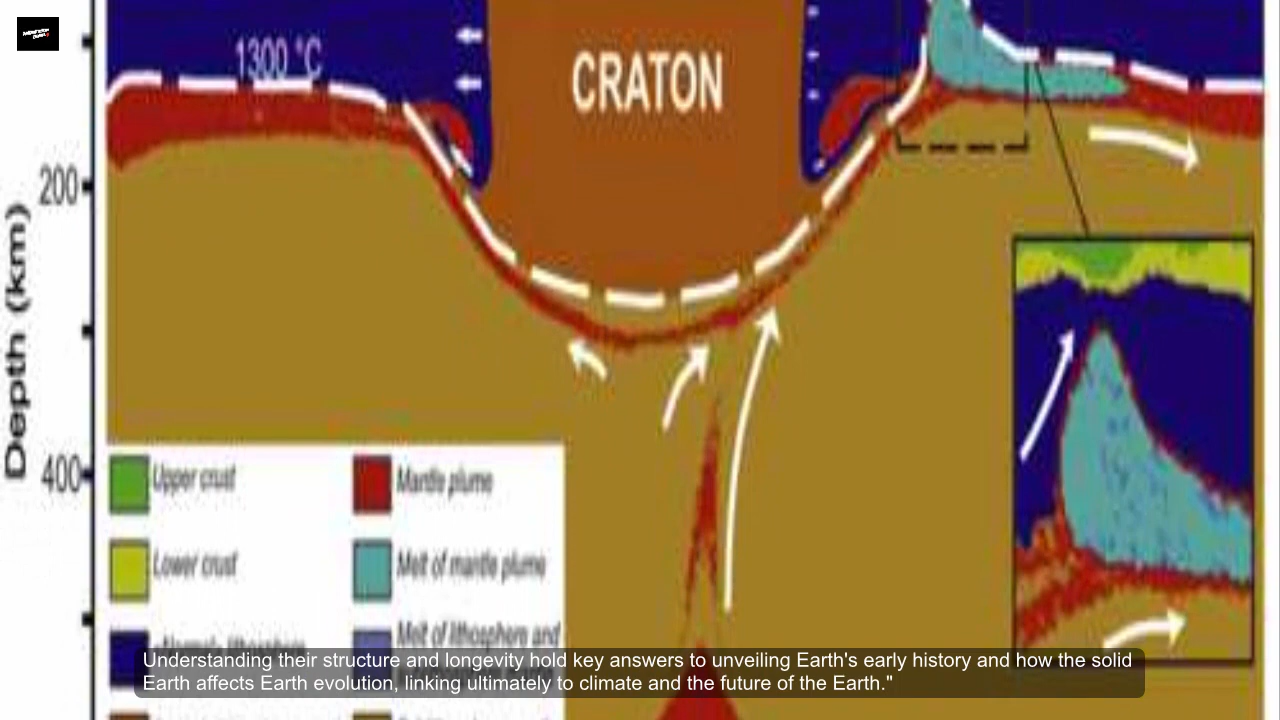 1300 °C
CRATON
200
Depth (km)
400
Upper crust
Mantle plume
Lower crust
Melt of mantle plume
Melt of lithosphere and
Understanding their structure and longevity hold key answers to unveiling Earth's early history and how the solid
Earth affects Earth evolution, linking ultimately to climate and the future of the Earth."